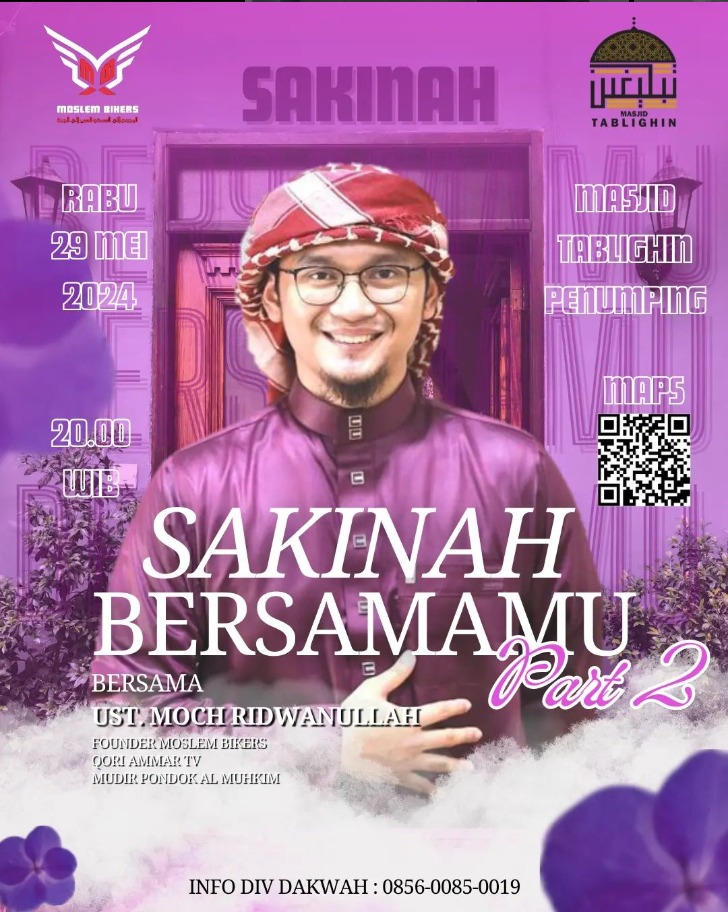 MOSLEM BIKERS
SAKINAH
تبليغين
MASJID
TABLIGHIN
RABU
29 MEI
2024
20.00
WIB
MASJID
TABLIGHIN
PENUMPING
MAPS
SAKINAH
BERSAMAMU
Part 2
BERSAMA
UST. MOCH RIDWANULLAH
FOUNDER MOSLEM BIKERS
QORI AMMAR TV
MUDIR PONDOK AL MUHKIM
INFO DIV DAKWAH : 0856-0085-0019